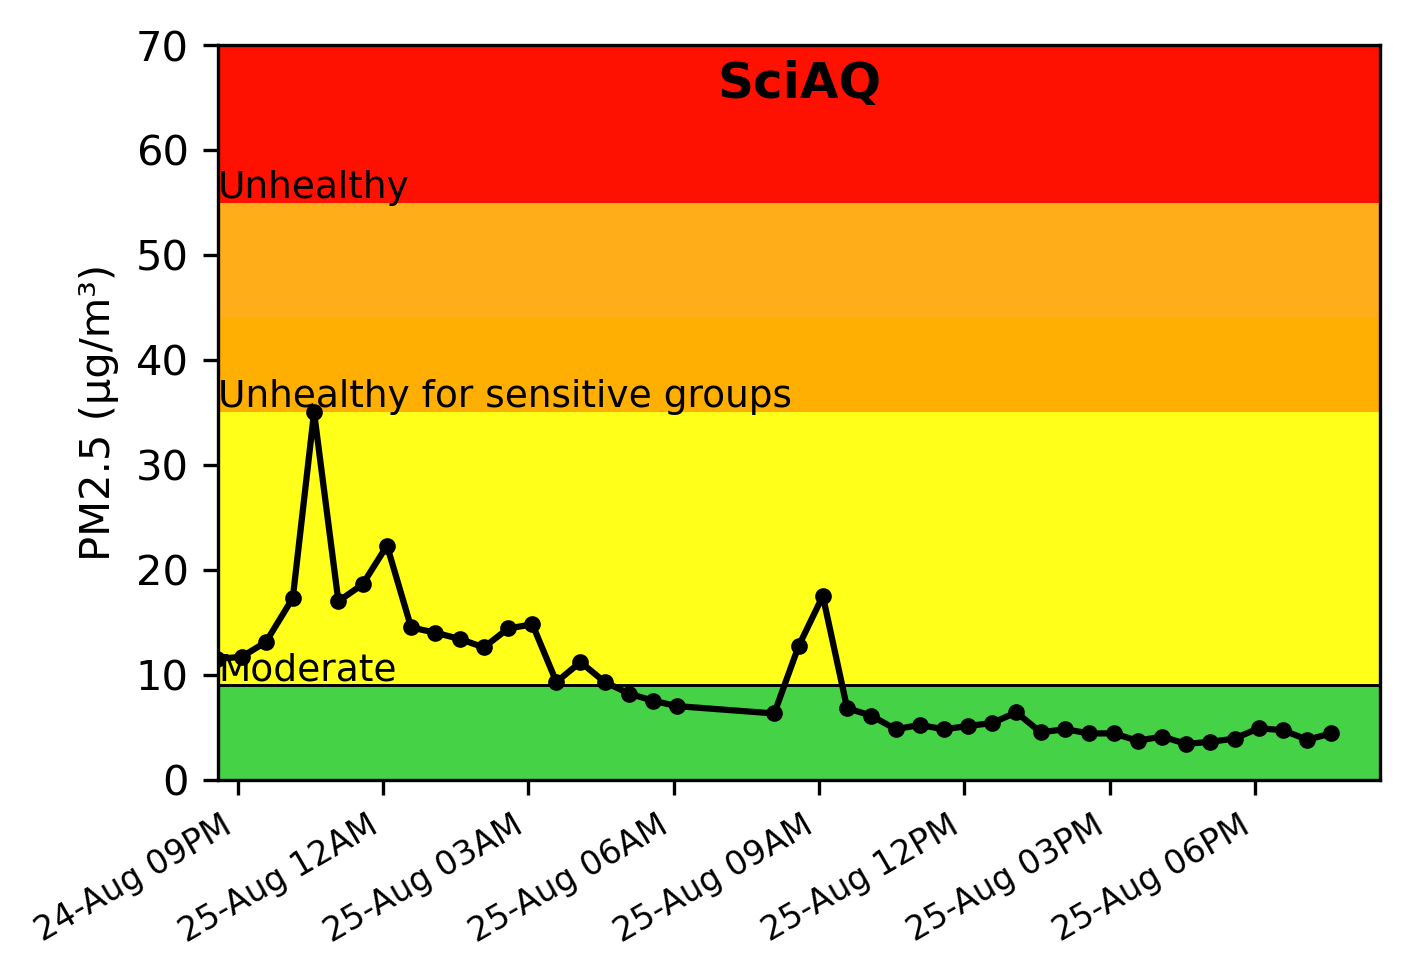 SciAQ
70
60
Unhealthy
50
40
Unhealthy for sensitive groups
30
20
10
Moderate
0
PM2.5 (µg/m³)
24-Aug 09PM
25-Aug 12AM
25-Aug 03AM
25-Aug 06AM
25-Aug 09AM
25-Aug 12PM
25-Aug 03PM
25-Aug 06PM